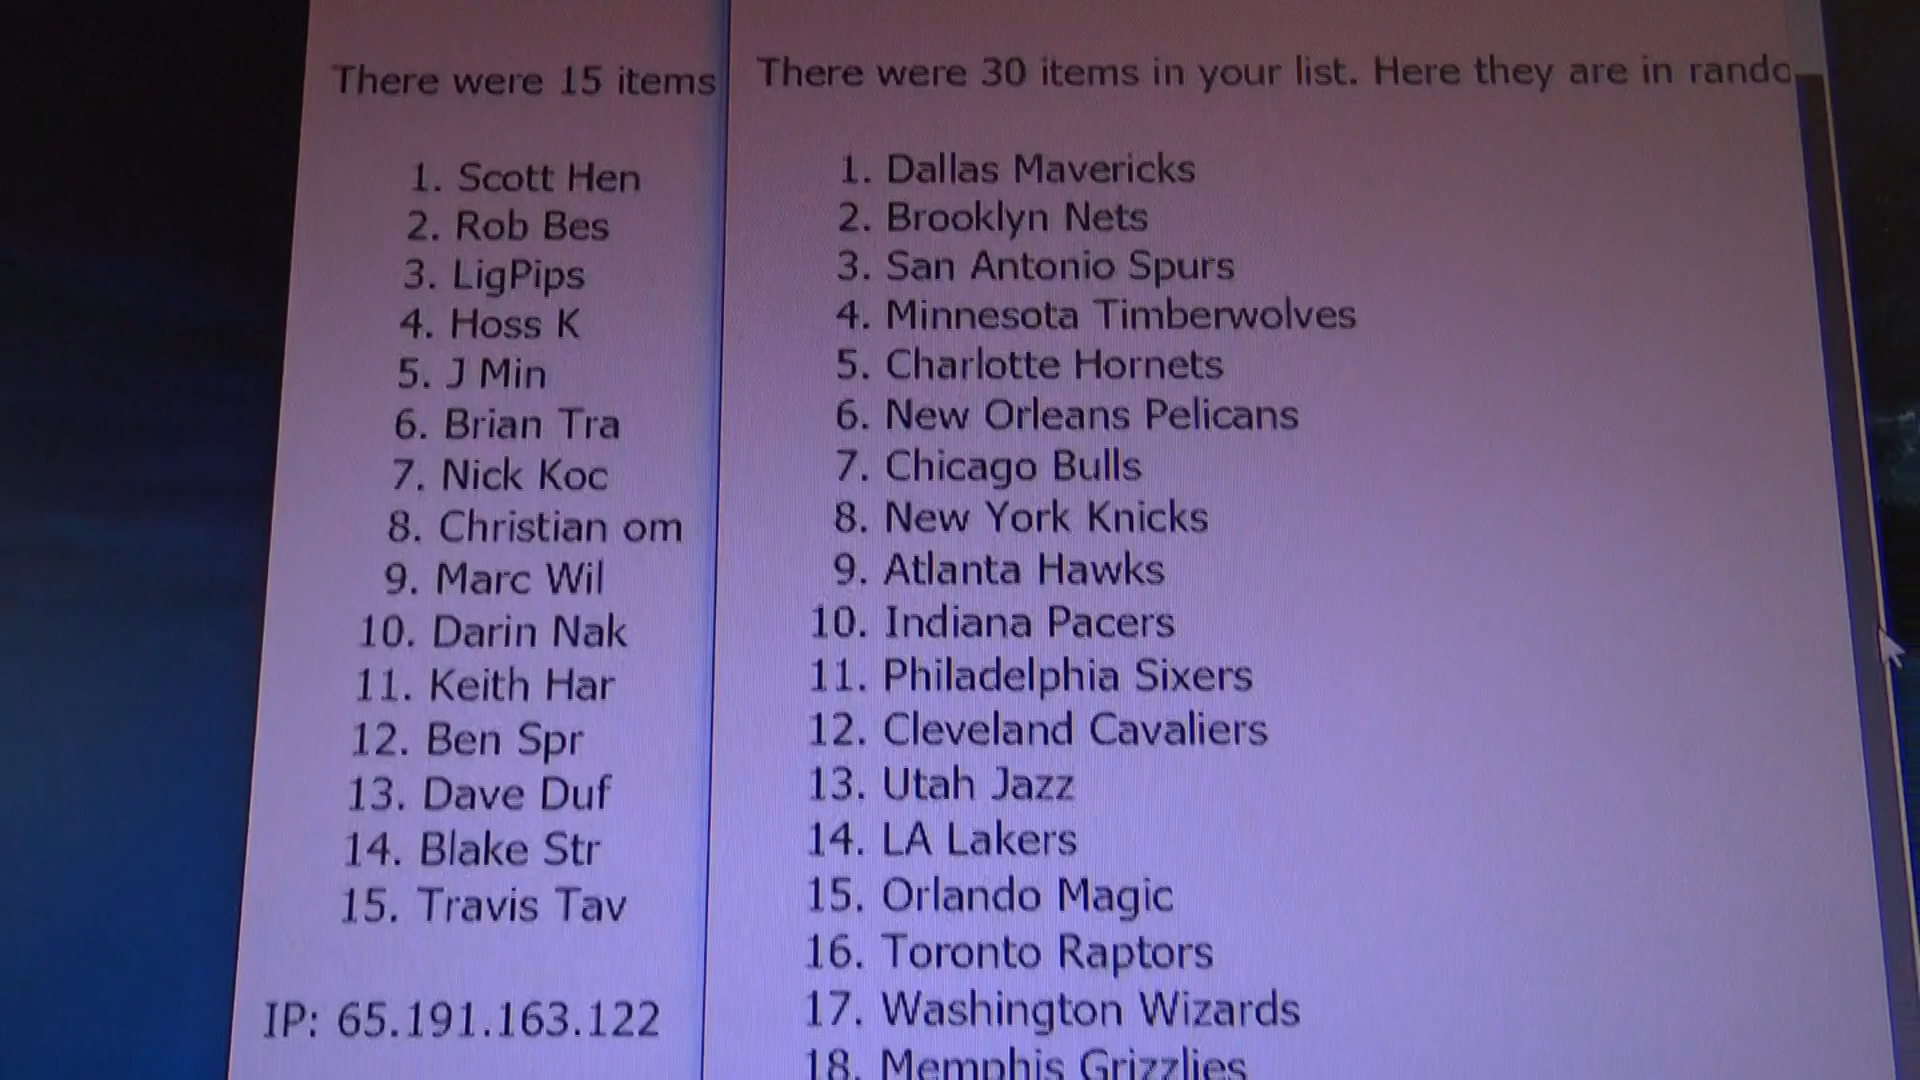 There were 15 items
1. Scott Hen
2. Rob Bes
3. LigPips
4. Hoss K
5. J Min
6. Brian Tra
7. Nick Koc
8. Christian om
9. Marc Wil
10. Darin Nak
11. Keith Har
12. Ben Spr
13. Dave Duf
14. Blake Str
15. Travis Tav
IP: 65.191.163.122
There were 30 items in your list. Here they are in rando
1. Dallas Mavericks
2. Brooklyn Nets
3. San Antonio Spurs
4. Minnesota Timberwolves
5. Charlotte Hornets
6. New Orleans Pelicans
7. Chicago Bulls
8. New York Knicks
9. Atlanta Hawks
10. Indiana Pacers
11. Philadelphia Sixers
12. Cleveland Cavaliers
13. Utah Jazz
14. LA Lakers
15. Orlando Magic
16. Toronto Raptors
17. Washington Wizards
18. Memphis Grizzlies